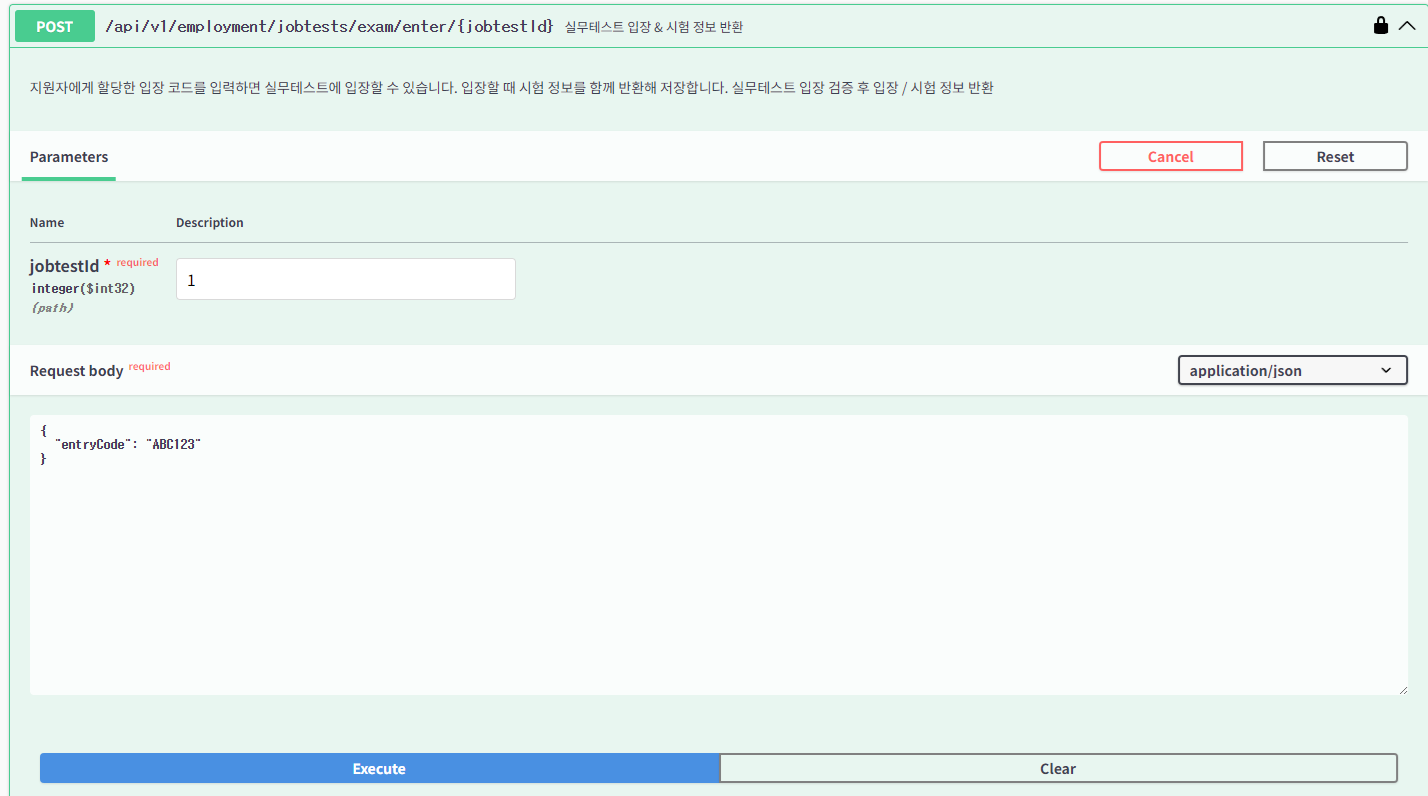 POST /api/v1/employment/jobtests/exam/enter/{jobtestId} 실무테스트 입장 & 시험 정보 반환
지원자에게 할당한 입장 코드를 입력하면 실무테스트에 입장할 수 있습니다. 입장할 때 시험 정보를 함께 반환해 저장합니다. 실무테스트 입장 검증 후 입장 / 시험 정보 반환
Parameters Cancel Reset
Name Description
jobtestId * required
integer($int32)
(path)
1
Request body required application/json
{
"entryCode": "ABC123"
}
Execute Clear